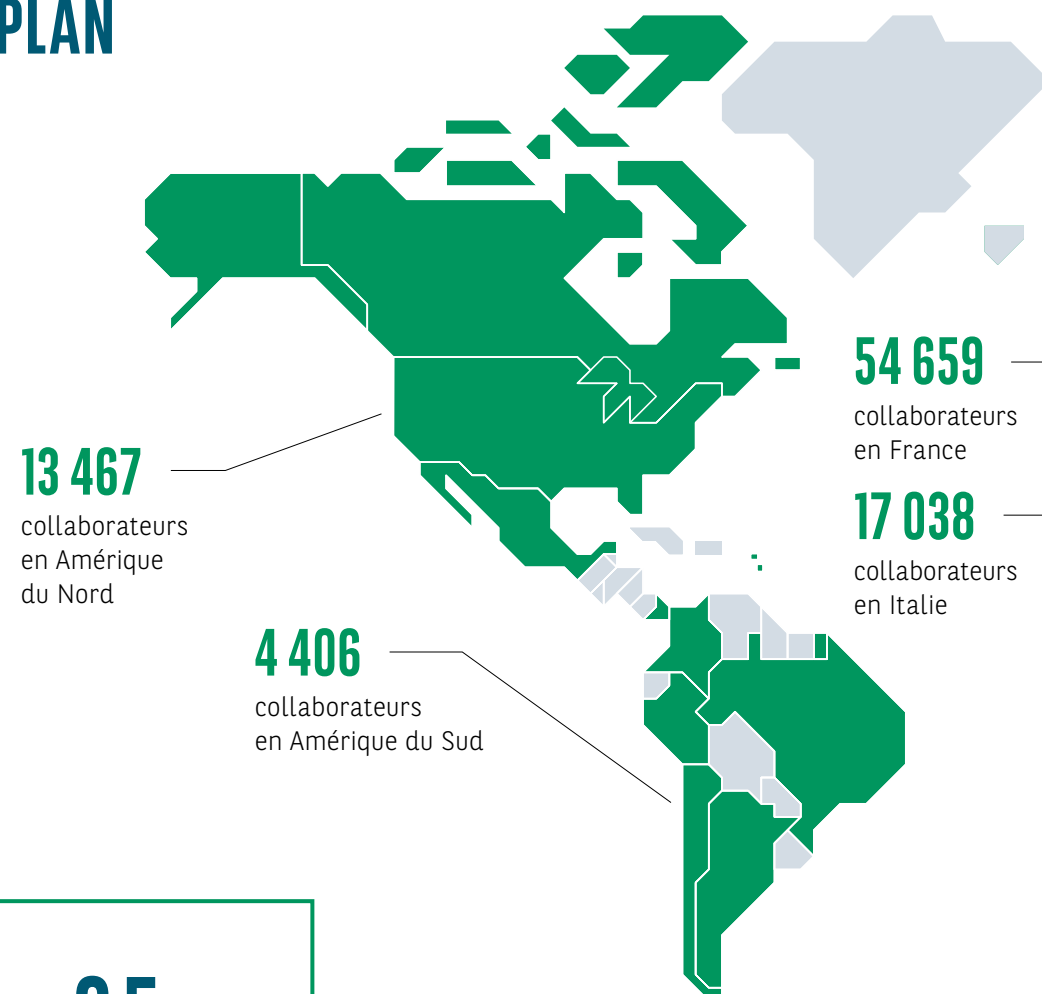 PLAN
54 659
collaborateurs
en France
13 467
collaborateurs
en Amérique
du Nord
17 038
collaborateurs
en Italie
4 406
collaborateurs
en Amérique du Sud